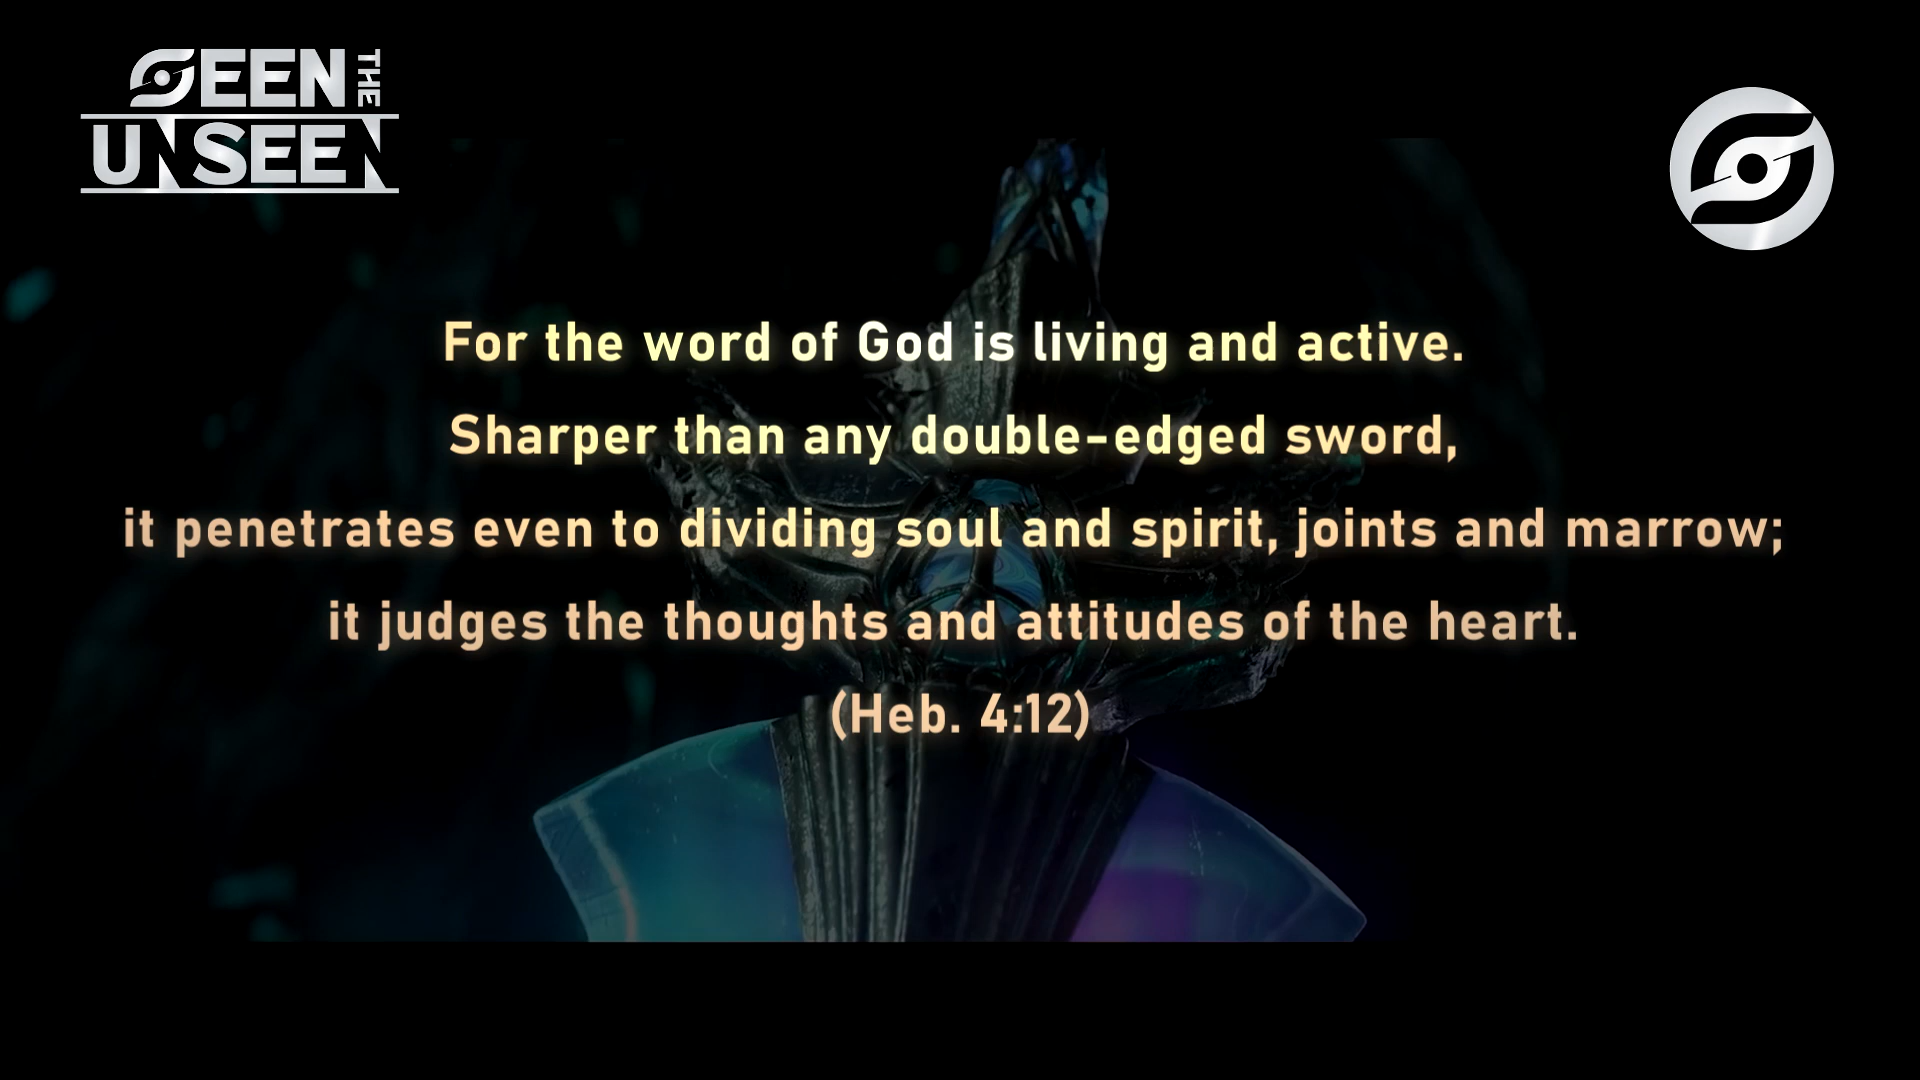 SEEN THE
UNSEEN
For the word of God is living and active.
Sharper than any double-edged sword,
it penetrates even to dividing soul and spirit, joints and marrow;
it judges the thoughts and attitudes of the heart.
(Heb. 4:12)